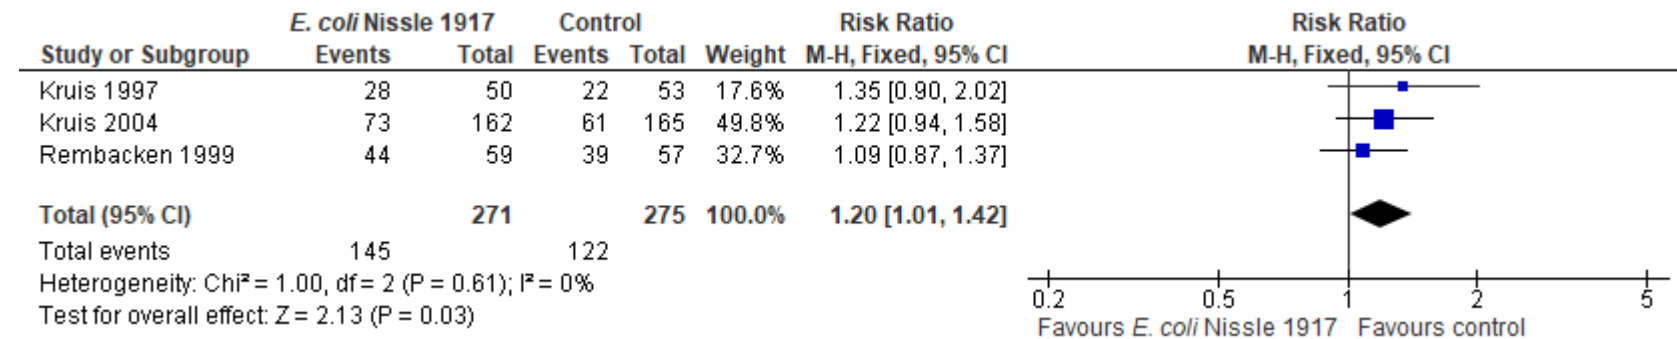 E. coli Nissle 1917 Control Risk Ratio Risk Ratio
Study or Subgroup Events Total Events Total Weight M-H, Fixed, 95% CI M-H, Fixed, 95% CI
Kruis 1997 28 50 22 53 17.6% 1.35 [0.90, 2.02]
Kruis 2004 73 162 61 165 49.8% 1.22 [0.94, 1.58]
Rembacken 1999 44 59 39 57 32.7% 1.09 [0.87, 1.37]
Total (95% CI) 271 275 100.0% 1.20 [1.01, 1.42]
Total events 145 122
Heterogeneity: Chi² = 1.00, df = 2 (P = 0.61); I² = 0%
Test for overall effect: Z = 2.13 (P = 0.03)
0.2 0.5 1 2 5
Favours E. coli Nissle 1917 Favours control